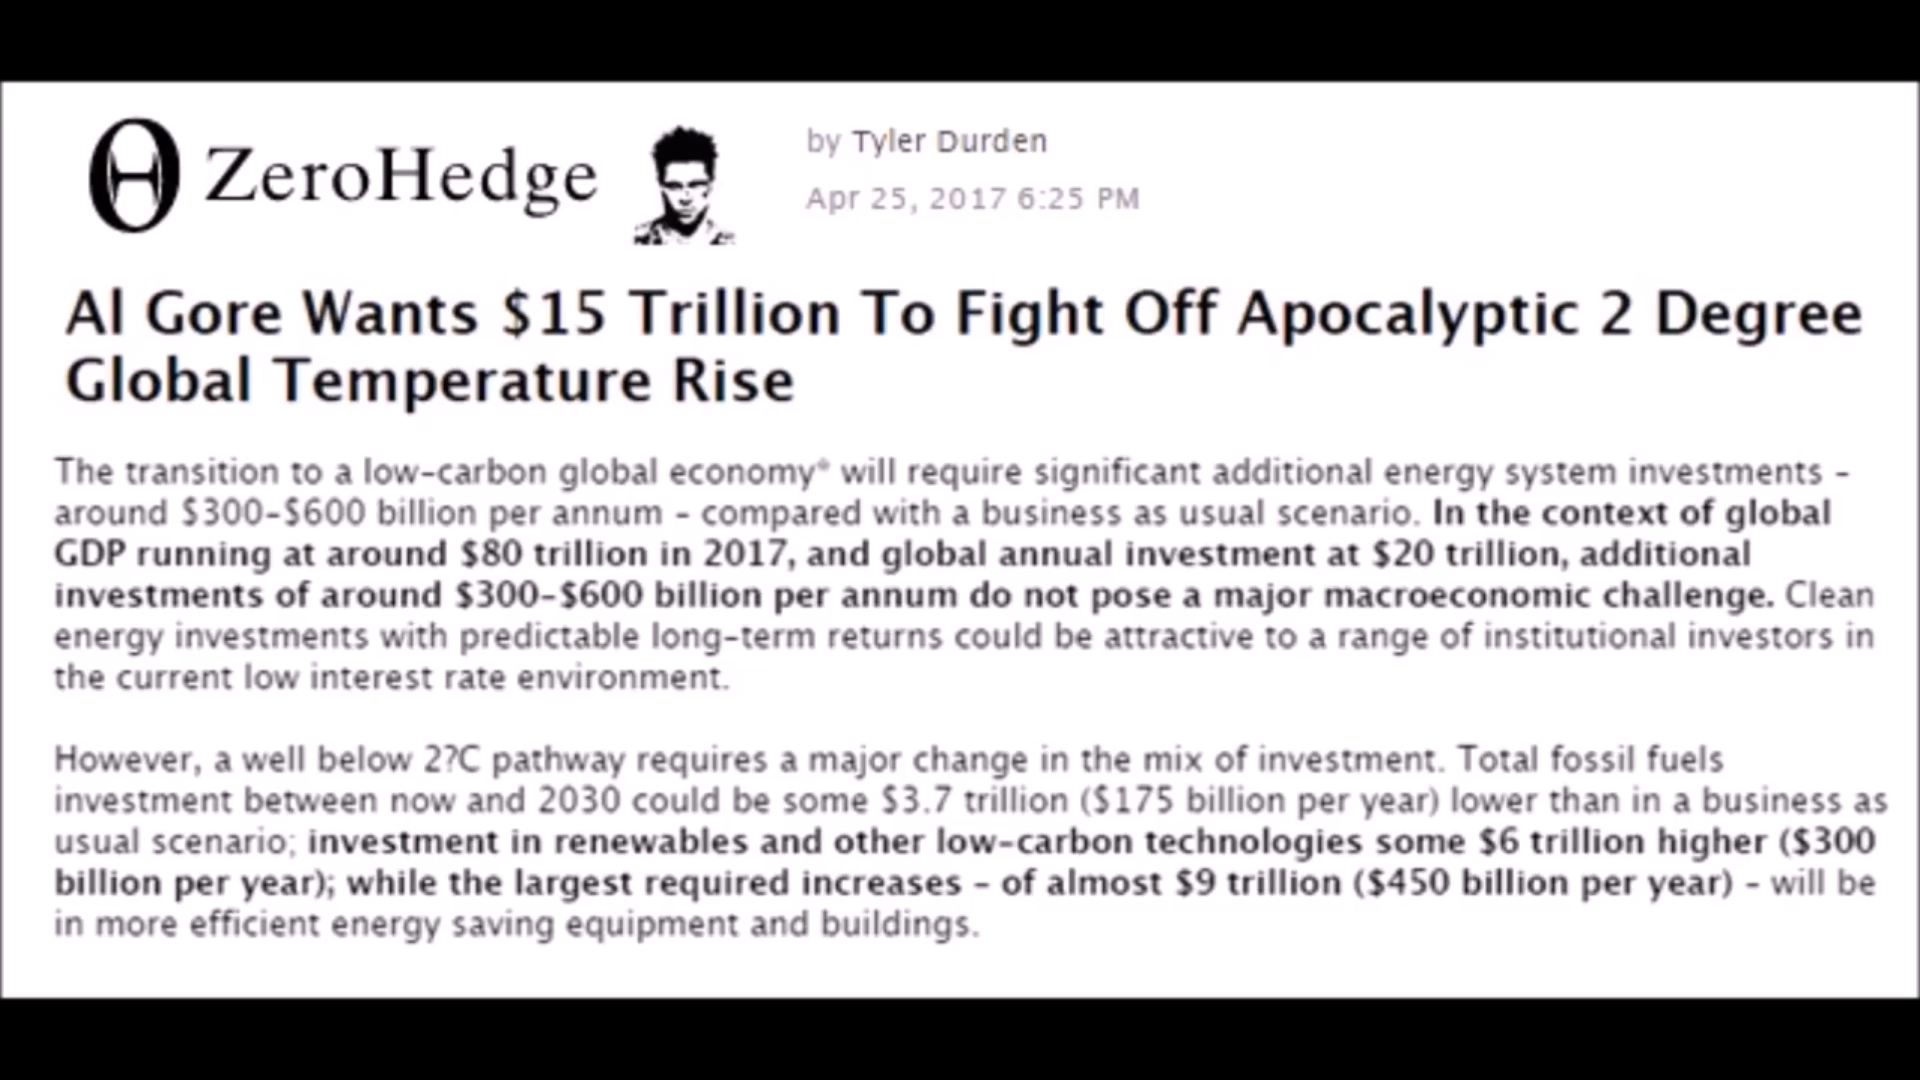 ZeroHedge
by Tyler Durden
Apr 25, 2017 6:25 PM
Al Gore Wants $15 Trillion To Fight Off Apocalyptic 2 Degree
Global Temperature Rise
The transition to a low-carbon global economy* will require significant additional energy system investments –
around $300-$600 billion per annum – compared with a business as usual scenario. In the context of global
GDP running at around $80 trillion in 2017, and global annual investment at $20 trillion, additional
investments of around $300-$600 billion per annum do not pose a major macroeconomic challenge. Clean
energy investments with predictable long-term returns could be attractive to a range of institutional investors in
the current low interest rate environment.
However, a well below 2?C pathway requires a major change in the mix of investment. Total fossil fuels
investment between now and 2030 could be some $3.7 trillion ($175 billion per year) lower than in a business as
usual scenario; investment in renewables and other low-carbon technologies some $6 trillion higher ($300
billion per year); while the largest required increases – of almost $9 trillion ($450 billion per year) – will be
in more efficient energy saving equipment and buildings.